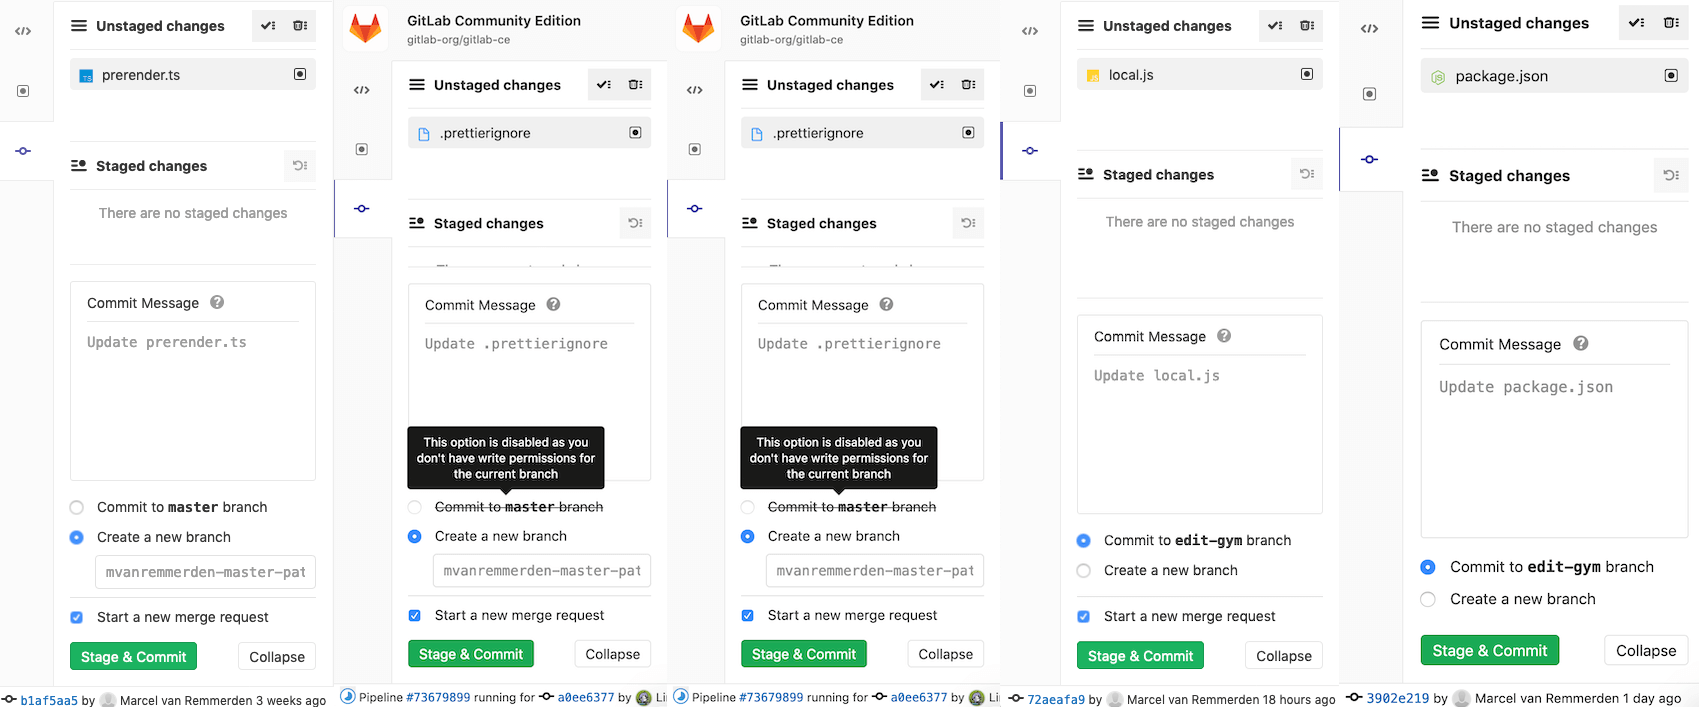 Unstaged changes
prerender.ts
Staged changes
There are no staged changes
Commit Message
Update prerender.ts
Commit to master branch
Create a new branch
mvanremmerden-master-pat
Start a new merge request
Stage & Commit
Collapse
b1af5aa5 by Marcel van Remmerden 3 weeks ago
GitLab Community Edition
gitlab-org/gitlab-ce
Unstaged changes
.prettierignore
Staged changes
Commit Message
Update .prettierignore
This option is disabled as you
don't have write permissions for
the current branch
Commit to master branch
Create a new branch
mvanremmerden-master-pat
Start a new merge request
Stage & Commit
Collapse
Pipeline #73679899 running for a0ee6377 by
GitLab Community Edition
gitlab-org/gitlab-ce
Unstaged changes
.prettierignore
Staged changes
Commit Message
Update .prettierignore
This option is disabled as you
don't have write permissions for
the current branch
Commit to master branch
Create a new branch
mvanremmerden-master-pat
Start a new merge request
Stage & Commit
Collapse
Pipeline #73679899 running for a0ee6377 by
Unstaged changes
local.js
Staged changes
There are no staged changes
Commit Message
Update local.js
Commit to edit-gym branch
Create a new branch
Start a new merge request
Stage & Commit
Collapse
72aeafa9 by Marcel van Remmerden 18 hours ago
Unstaged changes
package.json
Staged changes
There are no staged changes
Commit Message
Update package.json
Commit to edit-gym branch
Create a new branch
Stage & Commit
Collapse
3902e219 by Marcel van Remmerden 1 day ago